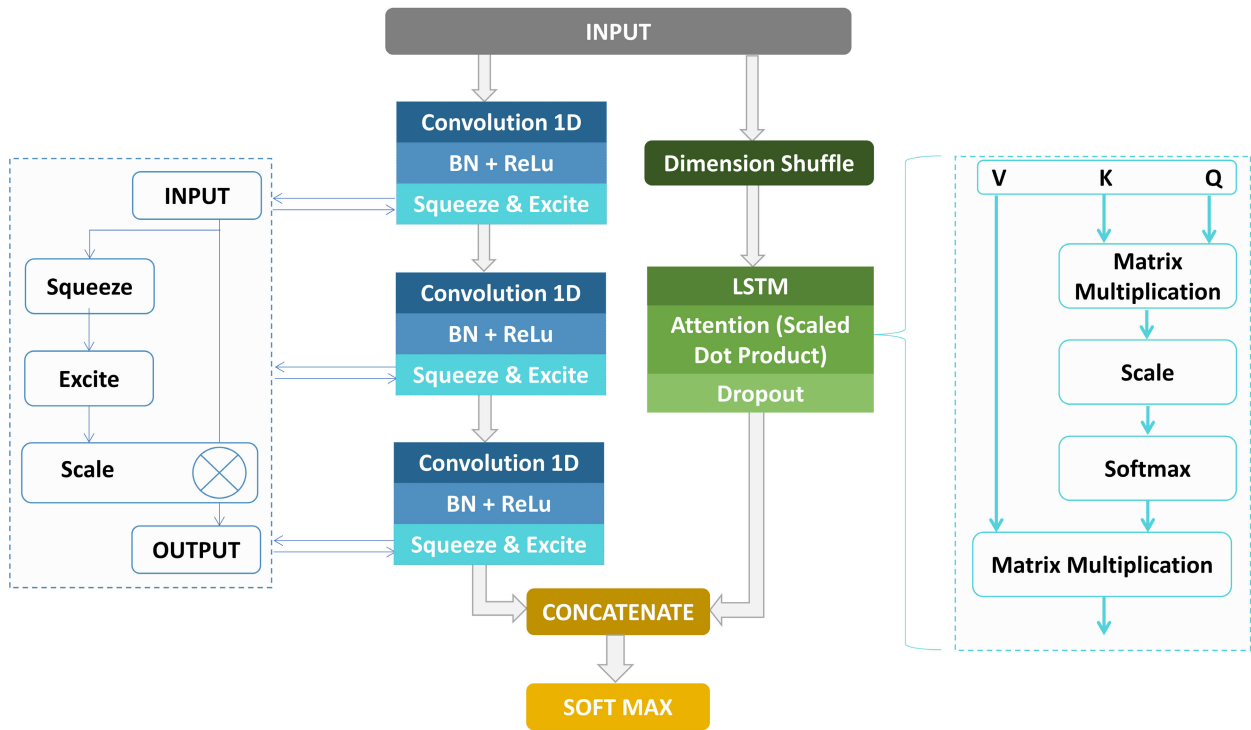 INPUT
Convolution 1D
BN + ReLu
Squeeze & Excite
Convolution 1D
BN + ReLu
Squeeze & Excite
Convolution 1D
BN + ReLu
Squeeze & Excite
Dimension Shuffle
LSTM
Attention (Scaled
Dot Product)
Dropout
CONCATENATE
SOFT MAX
INPUT
Squeeze
Excite
Scale
OUTPUT
V K Q
Matrix
Multiplication
Scale
Softmax
Matrix Multiplication